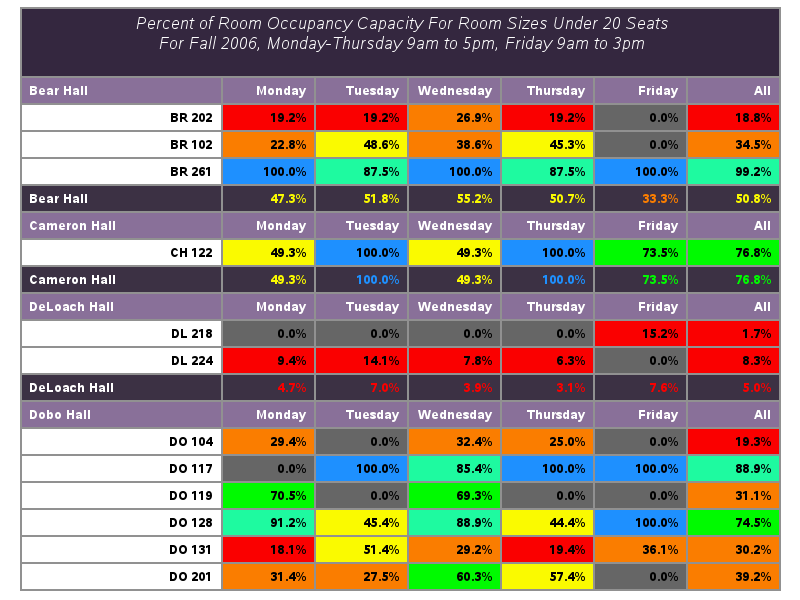 Percent of Room Occupancy Capacity For Room Sizes Under 20 Seats
For Fall 2006, Monday-Thursday 9am to 5pm, Friday 9am to 3pm
Bear Hall Monday Tuesday Wednesday Thursday Friday All
BR 202 19.2% 19.2% 26.9% 19.2% 0.0% 18.8%
BR 102 22.8% 48.6% 38.6% 45.3% 0.0% 34.5%
BR 261 100.0% 87.5% 100.0% 87.5% 100.0% 99.2%
Bear Hall 47.3% 51.8% 55.2% 50.7% 33.3% 50.8%
Cameron Hall Monday Tuesday Wednesday Thursday Friday All
CH 122 49.3% 100.0% 49.3% 100.0% 73.5% 76.8%
Cameron Hall 49.3% 100.0% 49.3% 100.0% 73.5% 76.8%
DeLoach Hall Monday Tuesday Wednesday Thursday Friday All
DL 218 0.0% 0.0% 0.0% 0.0% 15.2% 1.7%
DL 224 9.4% 14.1% 7.8% 6.3% 0.0% 8.3%
DeLoach Hall 4.7% 7.0% 3.9% 3.1% 7.6% 5.0%
Dobo Hall Monday Tuesday Wednesday Thursday Friday All
DO 104 29.4% 0.0% 32.4% 25.0% 0.0% 19.3%
DO 117 0.0% 100.0% 85.4% 100.0% 100.0% 88.9%
DO 119 70.5% 0.0% 69.3% 0.0% 0.0% 31.1%
DO 128 91.2% 45.4% 88.9% 44.4% 100.0% 74.5%
DO 131 18.1% 51.4% 29.2% 19.4% 36.1% 30.2%
DO 201 31.4% 27.5% 60.3% 57.4% 0.0% 39.2%